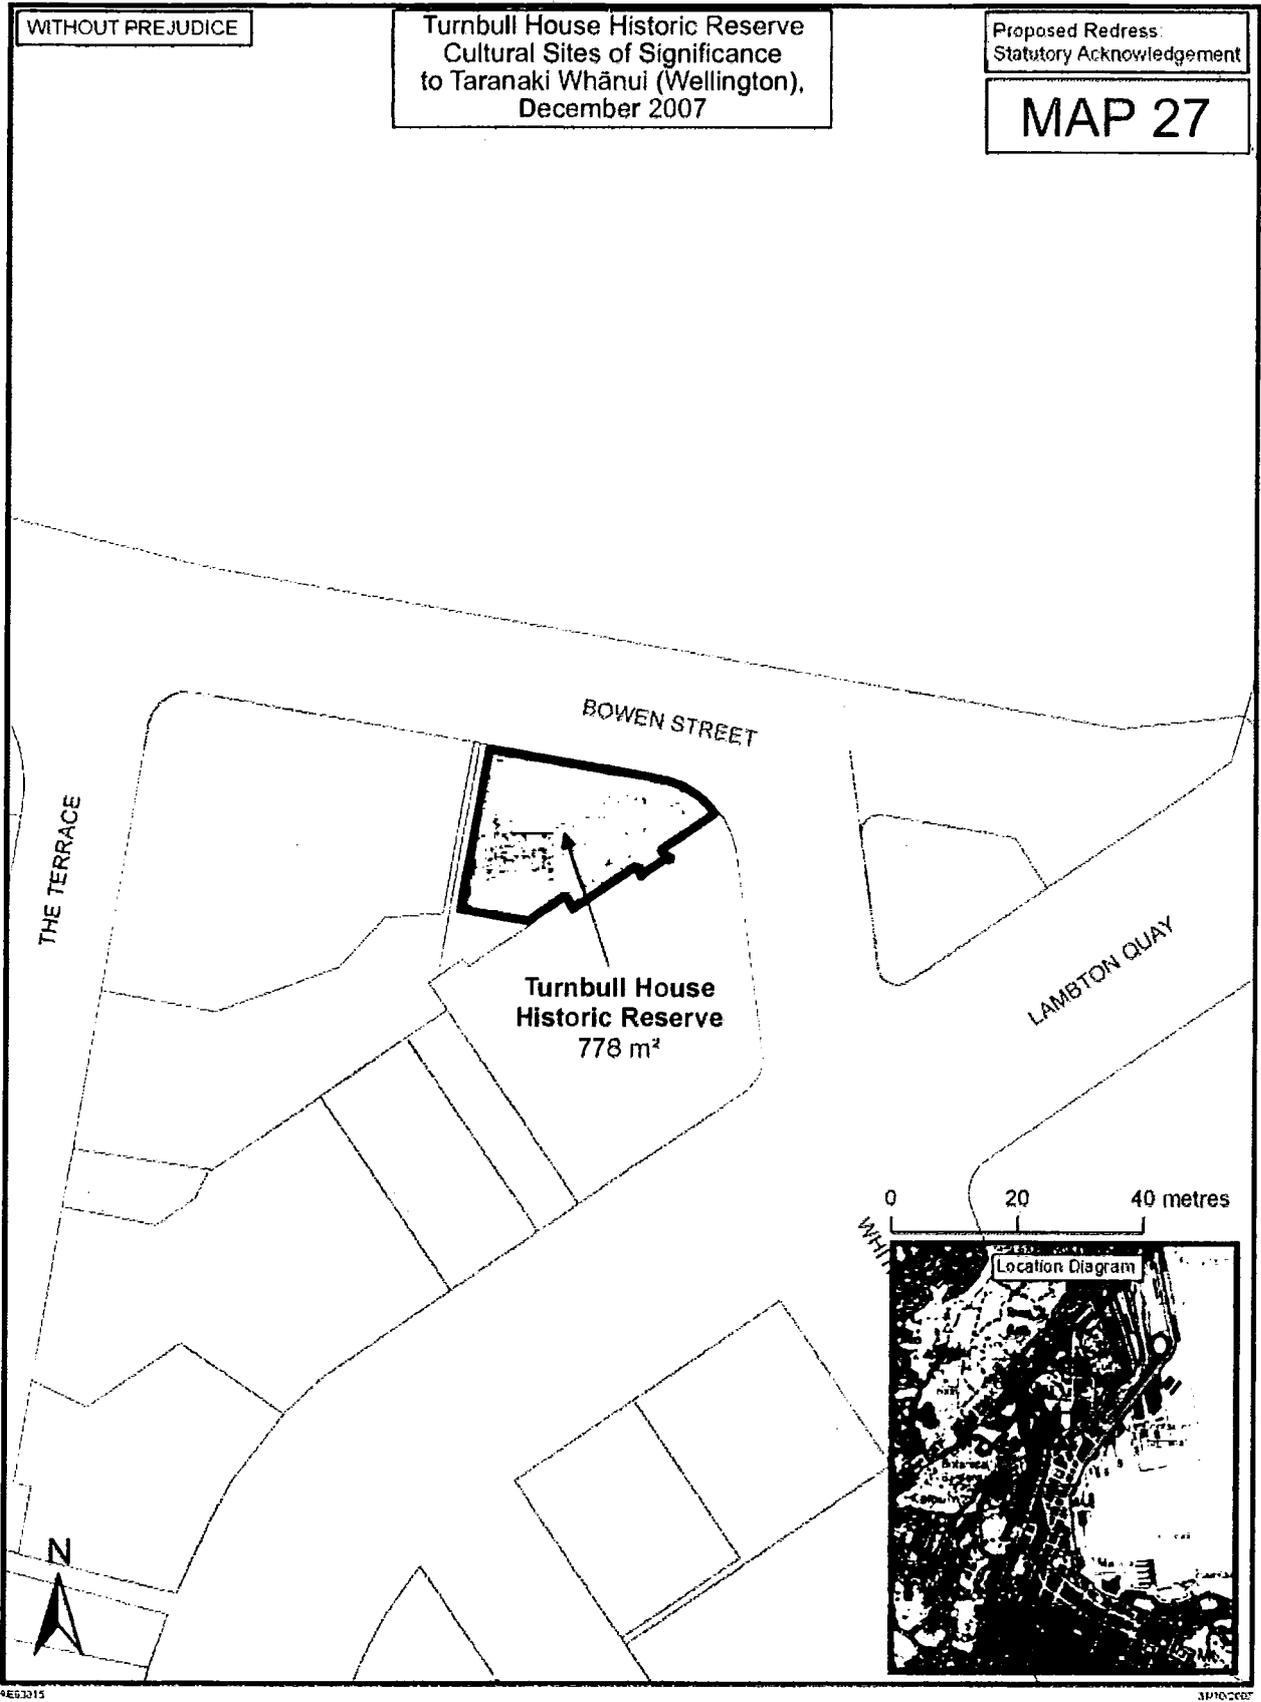 WITHOUT PREJUDICE
Turnbull House Historic Reserve
Cultural Sites of Significance
to Taranaki Whānui (Wellington),
December 2007
Proposed Redress:
Statutory Acknowledgement
MAP 27
BOWEN STREET
THE TERRACE
LAMBTON QUAY
Turnbull House
Historic Reserve
778 m²
0 20 40 metres
Location Diagram
Botanical
N